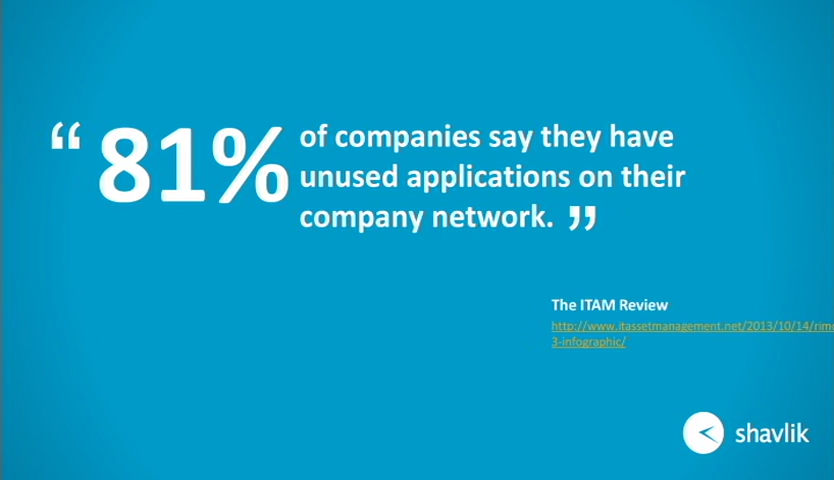 “ 81% of companies say they have
unused applications on their
company network. ”
The ITAM Review
http://www.itassetmanagement.net/2013/10/14/
3-infographic/
shavlik